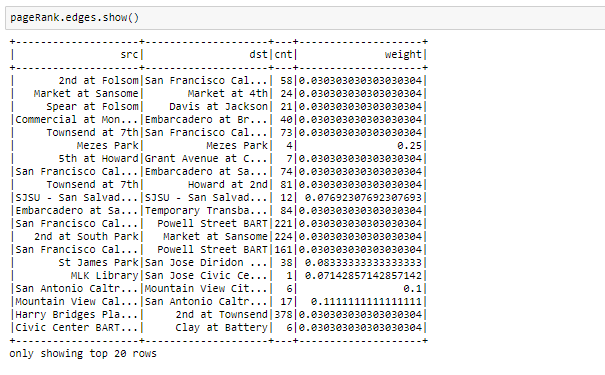 pageRank.edges.show()
+--------------------+--------------------+---+--------------------+
|                 src|                 dst|cnt|              weight|
+--------------------+--------------------+---+--------------------+
|       2nd at Folsom|San Francisco Cal...| 58|0.030303030303030304|
|   Market at Sansome|       Market at 4th| 24|0.030303030303030304|
|     Spear at Folsom|    Davis at Jackson| 21|0.030303030303030304|
|Commercial at Mon...|Embarcadero at Br...| 40|0.030303030303030304|
|     Townsend at 7th|San Francisco Cal...| 73|0.030303030303030304|
|          Mezes Park|          Mezes Park|  4|                0.25|
|       5th at Howard|Grant Avenue at C...|  7|0.030303030303030304|
|San Francisco Cal...|Embarcadero at Sa...| 74|0.030303030303030304|
|     Townsend at 7th|       Howard at 2nd| 81|0.030303030303030304|
|SJSU - San Salvad...|SJSU - San Salvad...| 12| 0.07692307692307693|
|Embarcadero at Sa...|Temporary Transba...| 84|0.030303030303030304|
|San Francisco Cal...| Powell Street BART|221|0.030303030303030304|
|   2nd at South Park|   Market at Sansome|224|0.030303030303030304|
|San Francisco Cal...| Powell Street BART|161|0.030303030303030304|
|       St James Park|San Jose Diridon ...| 38| 0.08333333333333333|
|         MLK Library|San Jose Civic Ce...|  1| 0.07142857142857142|
|San Antonio Caltr...|Mountain View Cit...|  6|                 0.1|
|Mountain View Cal...|San Antonio Caltr...| 17|  0.1111111111111111|
|Harry Bridges Pla...|     2nd at Townsend|378|0.030303030303030304|
|Civic Center BART...|     Clay at Battery|  6|0.030303030303030304|
+--------------------+--------------------+---+--------------------+
only showing top 20 rows